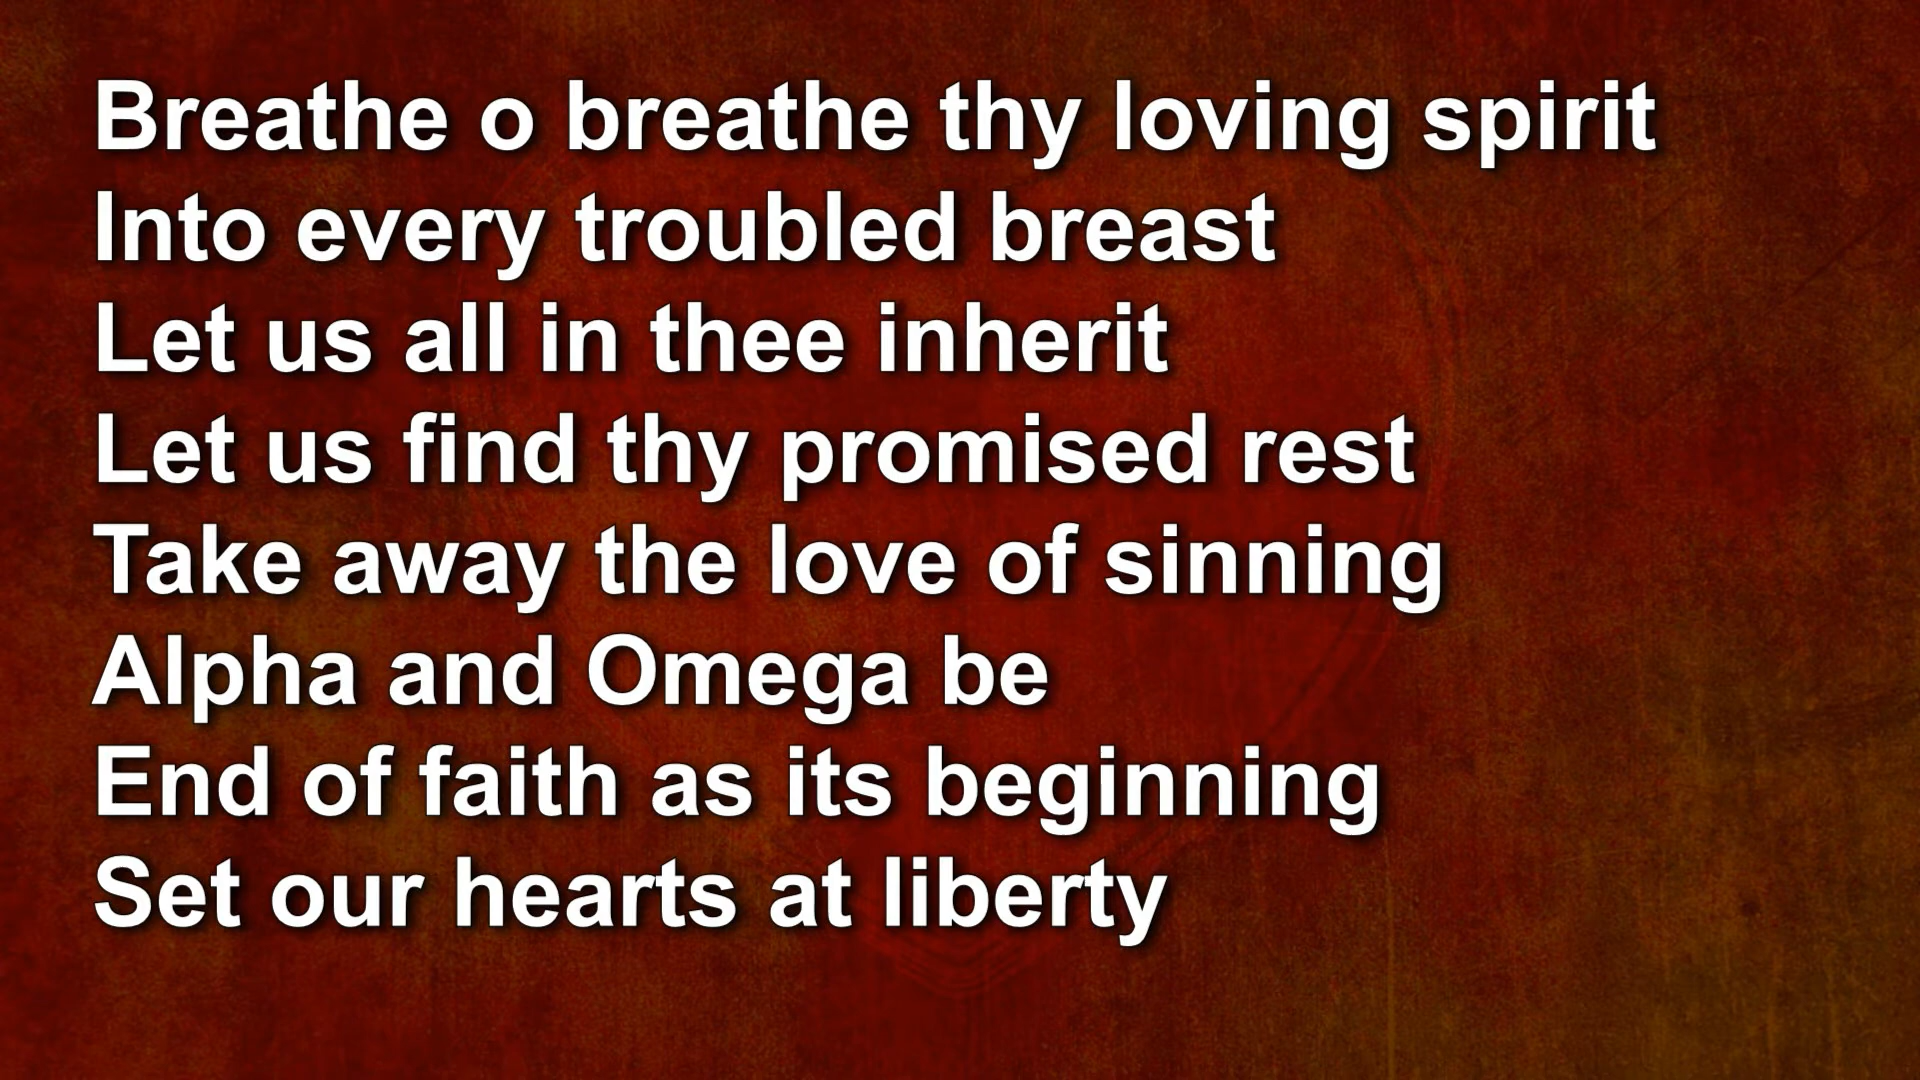 Breathe o breathe thy loving spirit
Into every troubled breast
Let us all in thee inherit
Let us find thy promised rest
Take away the love of sinning
Alpha and Omega be
End of faith as its beginning
Set our hearts at liberty